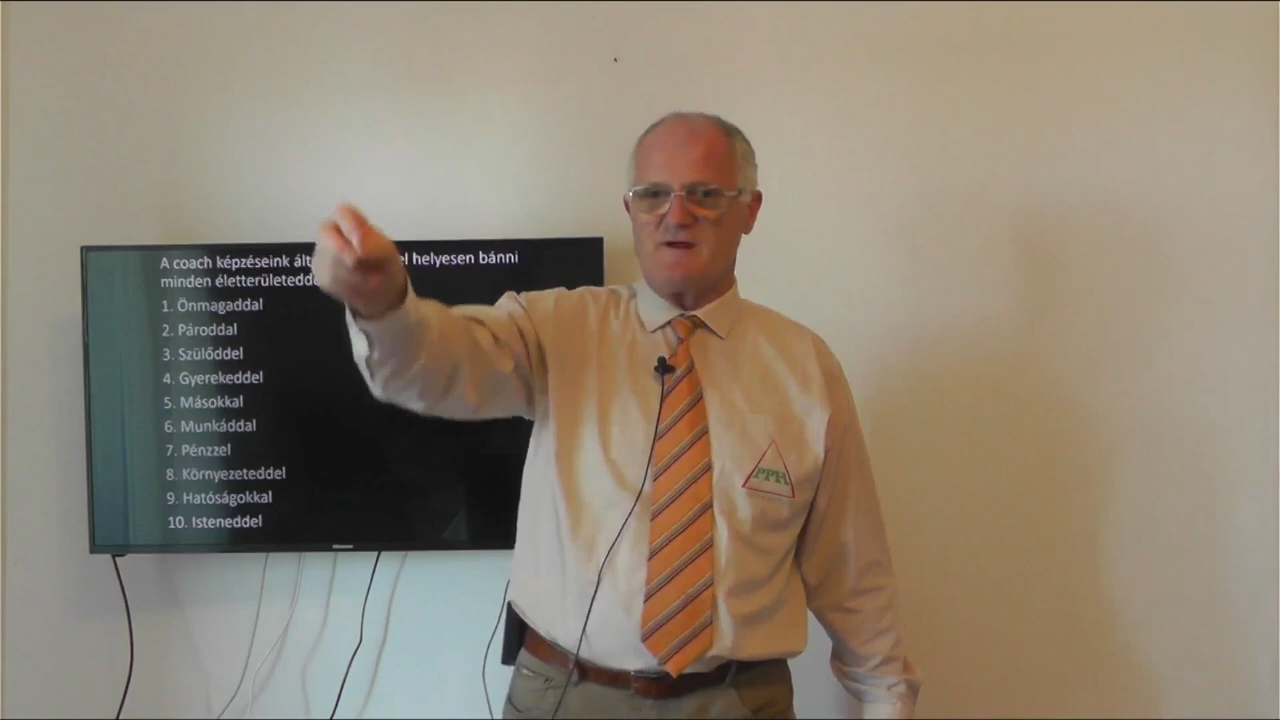 A coach képzéseink ált el helyesen bánni
minden életterületedd
1. Önmagaddal
2. Pároddal
3. Szülőddel
4. Gyerekeddel
5. Másokkal
6. Munkáddal
7. Pénzzel
8. Környezeteddel
9. Hatóságokkal
10. Isteneddel
PPH